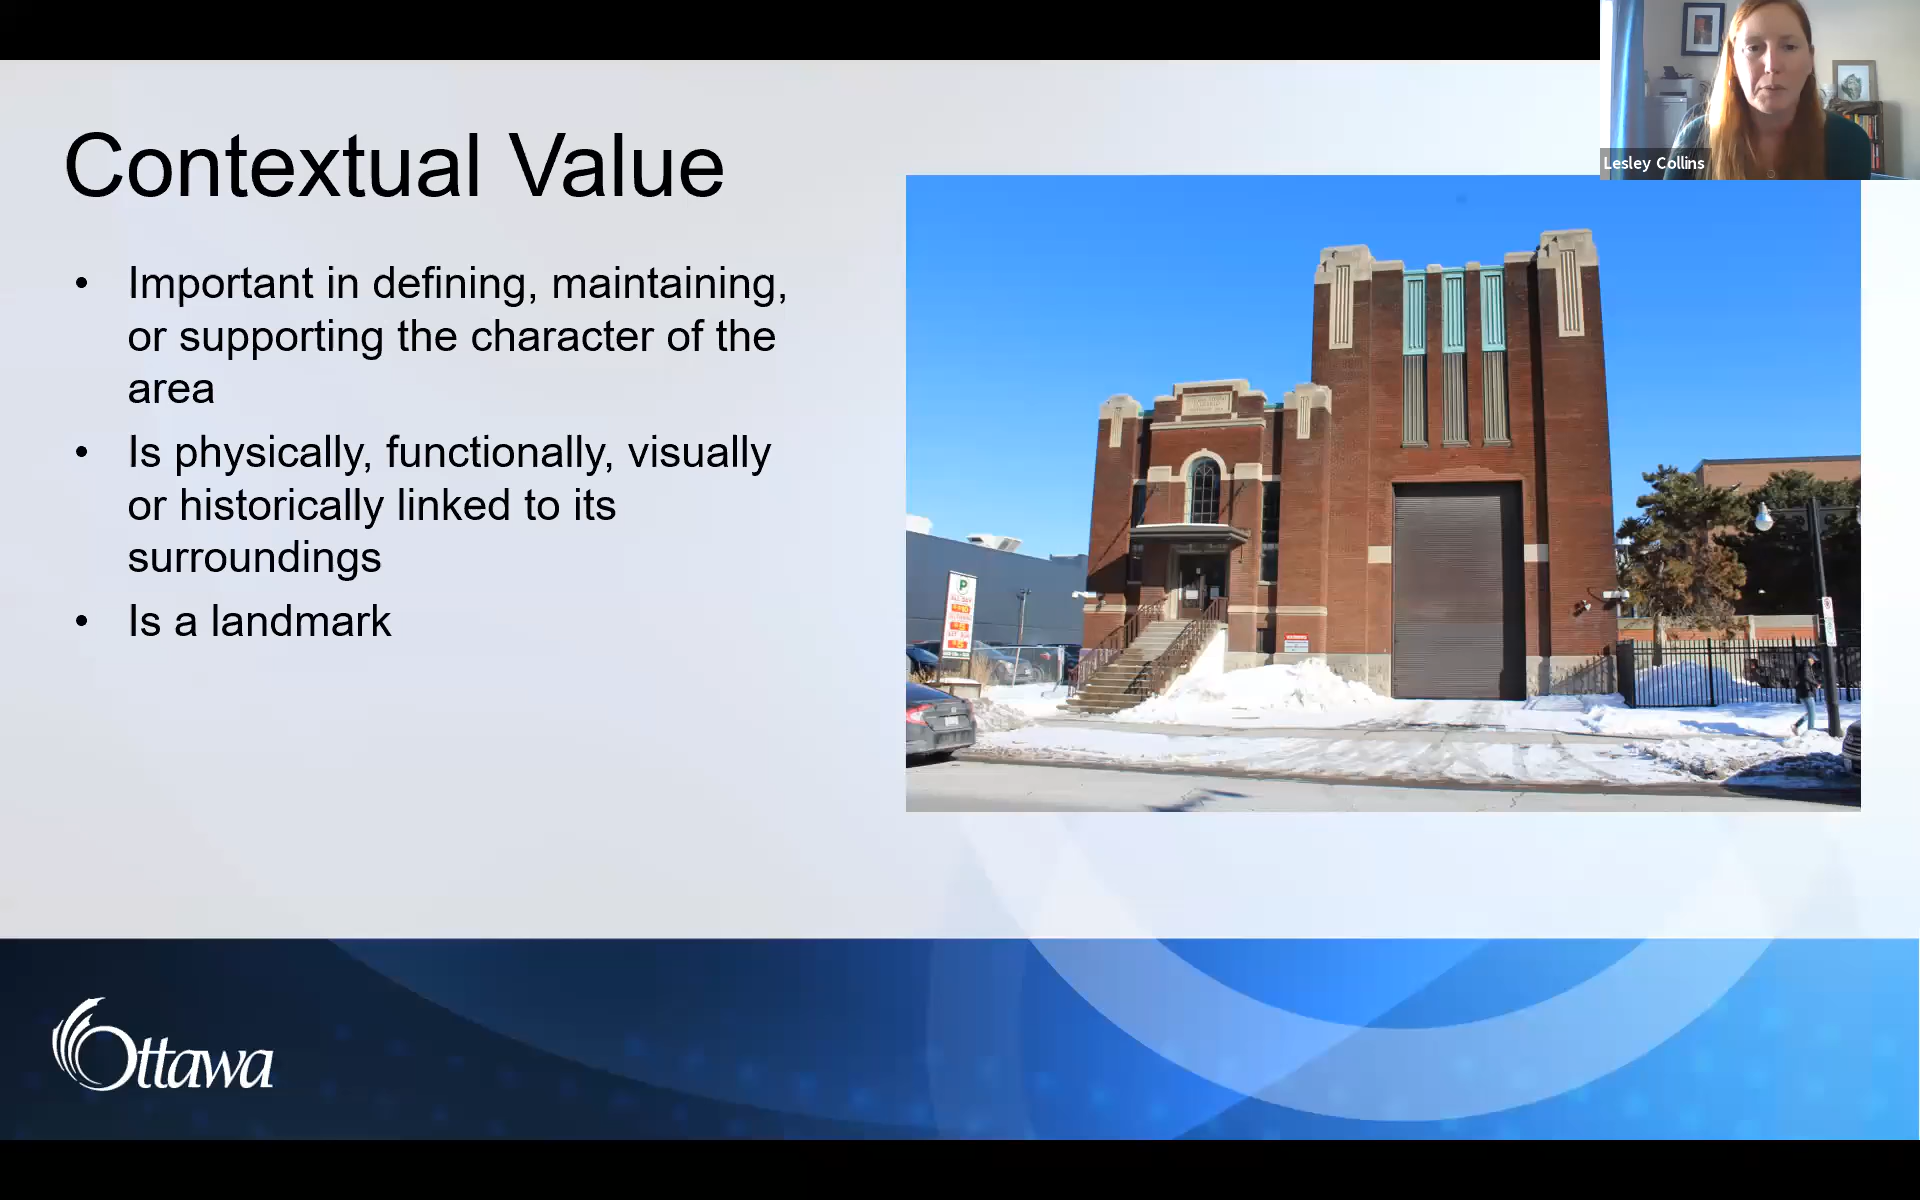 Lesley Collins
Contextual Value
• Important in defining, maintaining,
or supporting the character of the
area
• Is physically, functionally, visually
or historically linked to its
surroundings
• Is a landmark
P
Ottawa